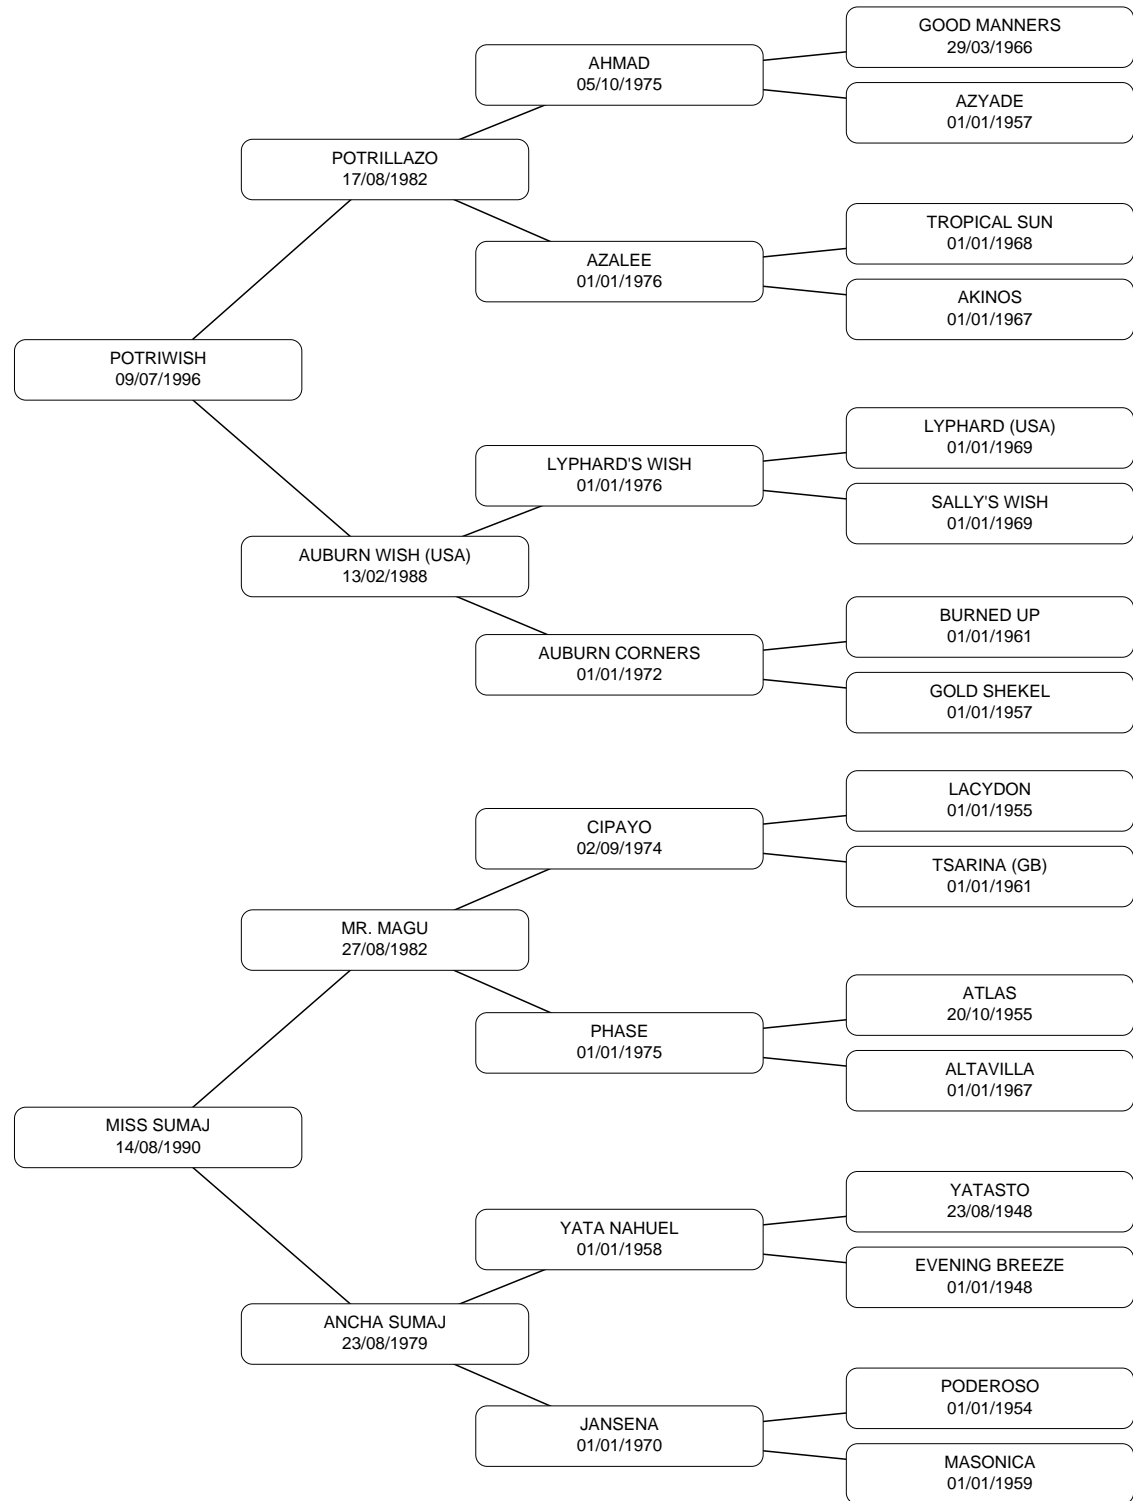 GOOD MANNERS
29/03/1966
AHMAD
05/10/1975
AZYADE
01/01/1957
POTRILLAZO
17/08/1982
TROPICAL SUN
01/01/1968
AZALEE
01/01/1976
AKINOS
01/01/1967
POTRIWISH
09/07/1996
LYPHARD (USA)
01/01/1969
LYPHARD'S WISH
01/01/1976
SALLY'S WISH
01/01/1969
AUBURN WISH (USA)
13/02/1988
BURNED UP
01/01/1961
AUBURN CORNERS
01/01/1972
GOLD SHEKEL
01/01/1957
LACYDON
01/01/1955
CIPAYO
02/09/1974
TSARINA (GB)
01/01/1961
MR. MAGU
27/08/1982
ATLAS
20/10/1955
PHASE
01/01/1975
ALTAVILLA
01/01/1967
MISS SUMAJ
14/08/1990
YATASTO
23/08/1948
YATA NAHUEL
01/01/1958
EVENING BREEZE
01/01/1948
ANCHA SUMAJ
23/08/1979
PODEROSO
01/01/1954
JANSENA
01/01/1970
MASONICA
01/01/1959